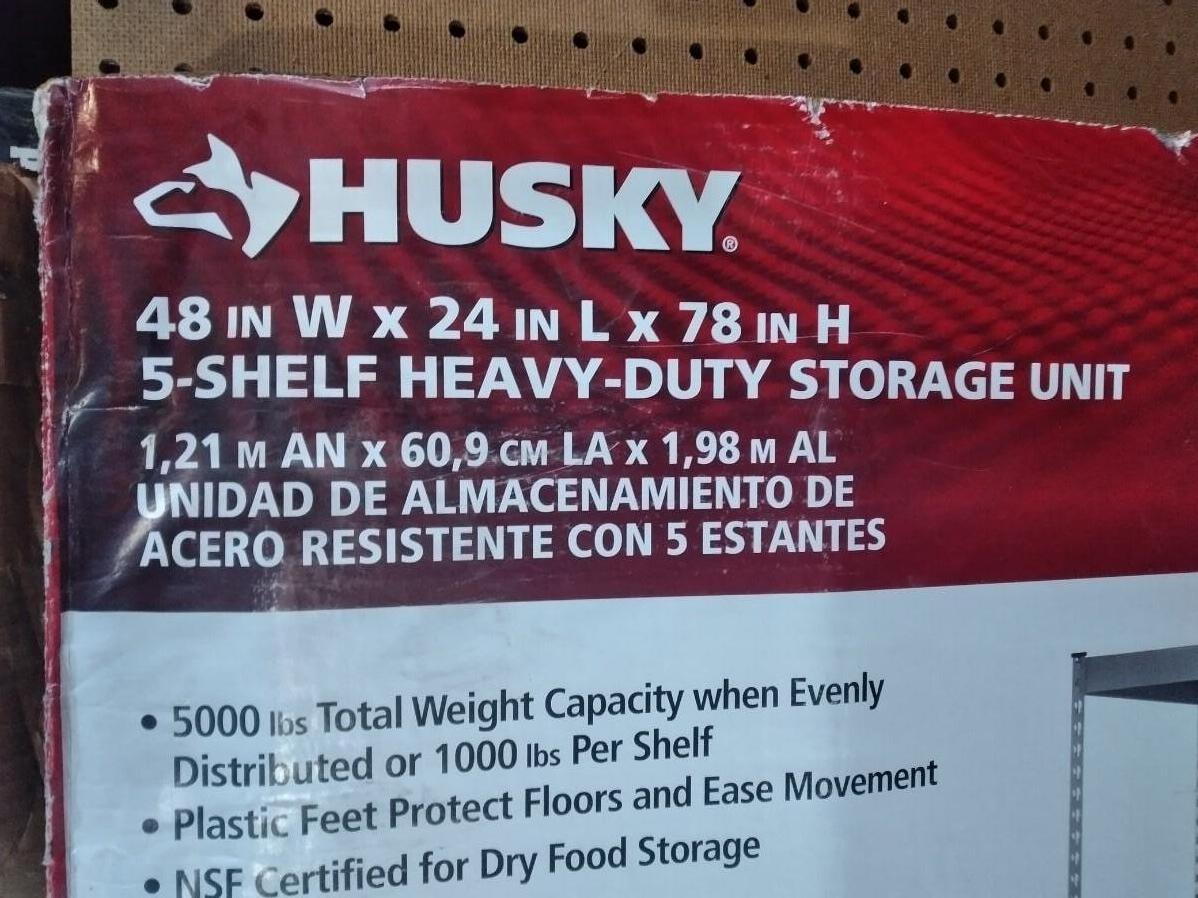 HUSKY®
48 IN W x 24 IN L x 78 IN H
5-SHELF HEAVY-DUTY STORAGE UNIT
1,21 M AN x 60,9 CM LA x 1,98 M AL
UNIDAD DE ALMACENAMIENTO DE
ACERO RESISTENTE CON 5 ESTANTES
• 5000 lbs Total Weight Capacity when Evenly
Distributed or 1000 lbs Per Shelf
• Plastic Feet Protect Floors and Ease Movement
• NSF Certified for Dry Food Storage